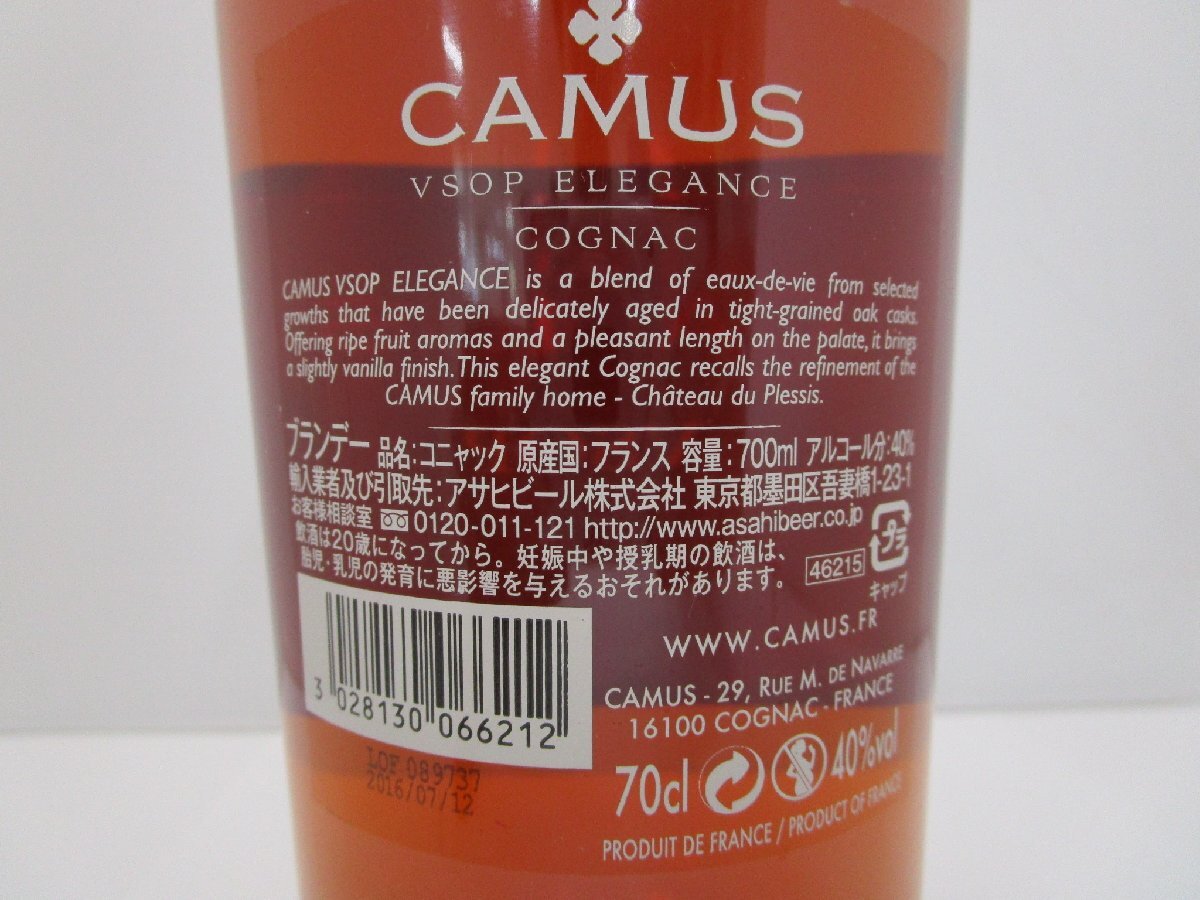 CAMUS
VSOP ELEGANCE
COGNAC
CAMUS VSOP ELEGANCE is a blend of eaux-de-vie from selected
growths that have been delicately aged in tight-grained oak casks.
Offering ripe fruit aromas and a pleasant length on the palate, it brings
a slightly vanilla finish. This elegant Cognac recalls the refinement of the
CAMUS family home - Château du Plessis.
ブランデー 品名:コニャック 原産国:フランス 容量:700ml アルコール分:40%
輸入業者及び引取先:アサヒビール株式会社 東京都墨田区吾妻橋1-23-1
お客様相談室 0120-011-121 http://www.asahibeer.co.jp
飲酒は20歳になってから。妊娠中や授乳期の飲酒は、
胎児・乳児の発育に悪影響を与えるおそれがあります。
46215
プラ
キャップ
WWW.CAMUS.FR
CAMUS - 29, RUE M. DE NAVARRE
16100 COGNAC - FRANCE
3 028130 066212
LOF 089737
2016/07/12
70cl 40%vol
PRODUIT DE FRANCE / PRODUCT OF FRANCE